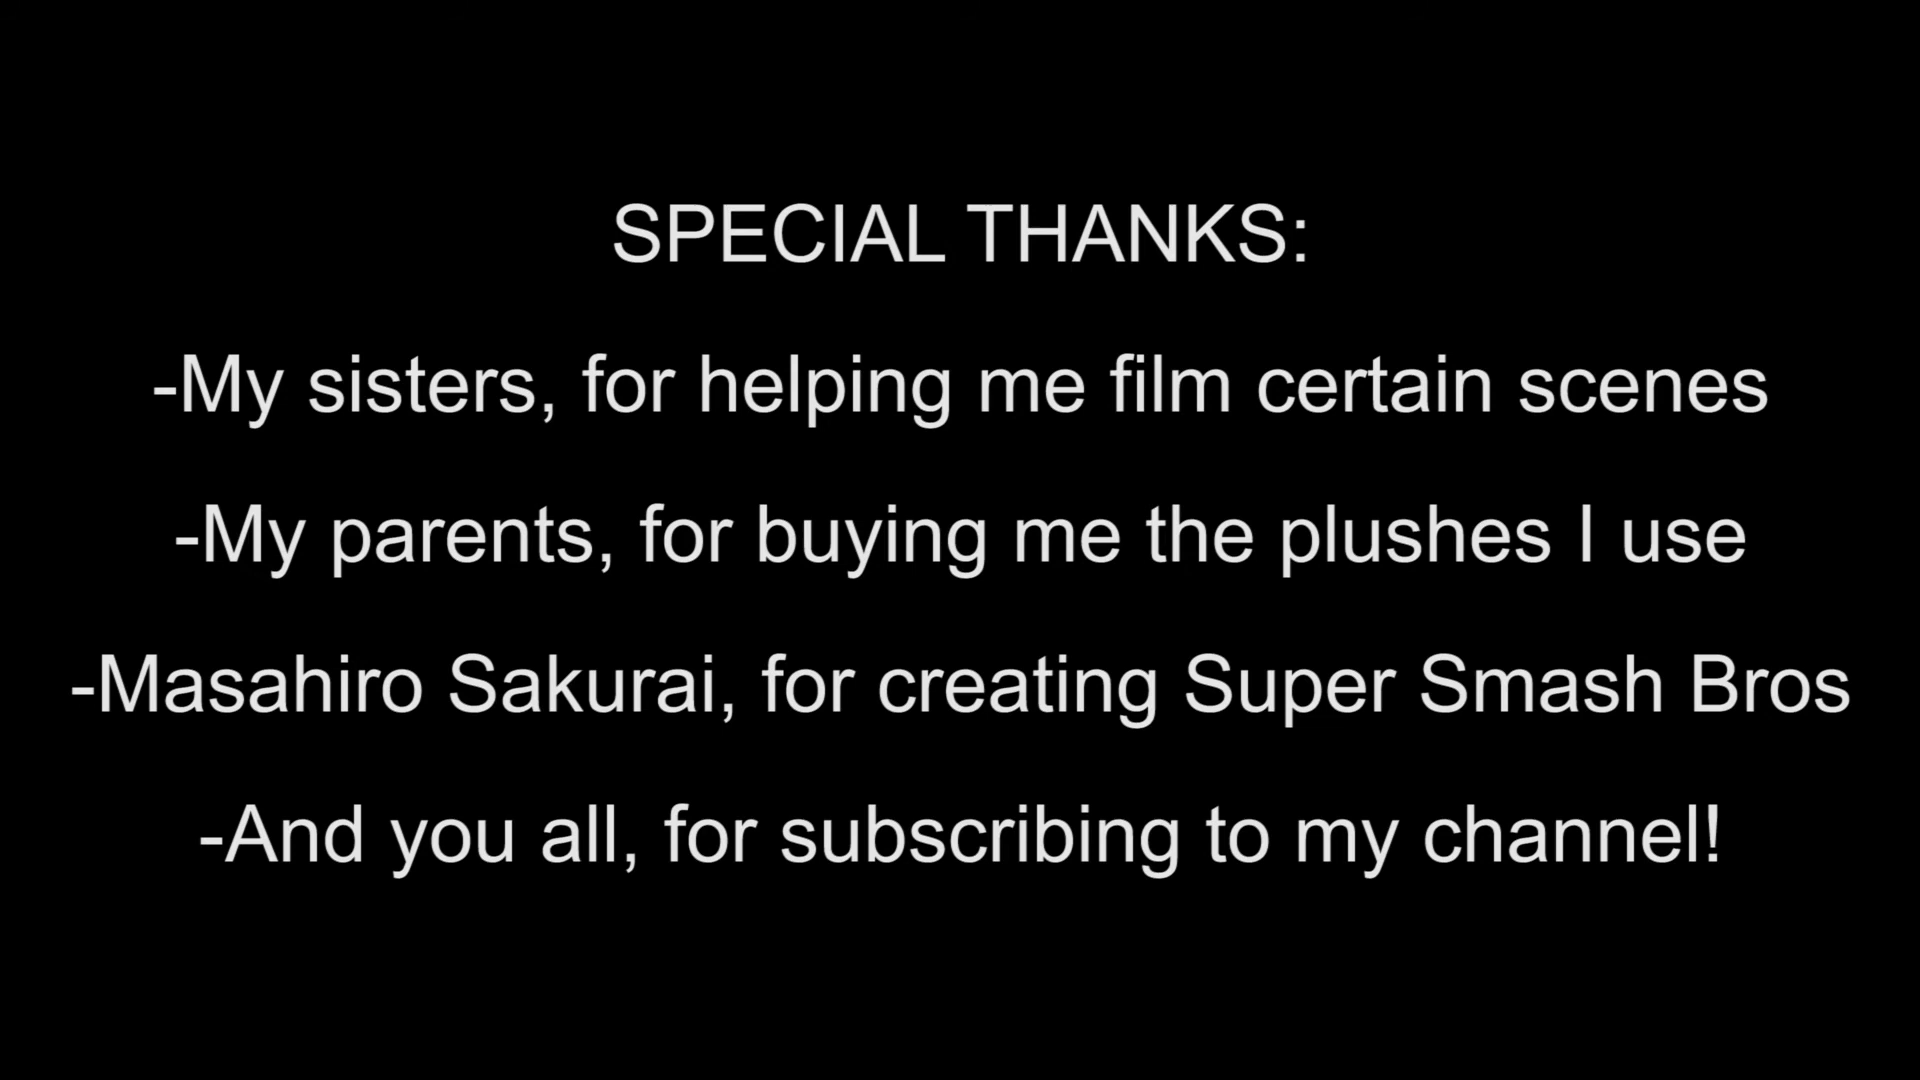 SPECIAL THANKS:
-My sisters, for helping me film certain scenes
-My parents, for buying me the plushes I use
-Masahiro Sakurai, for creating Super Smash Bros
-And you all, for subscribing to my channel!